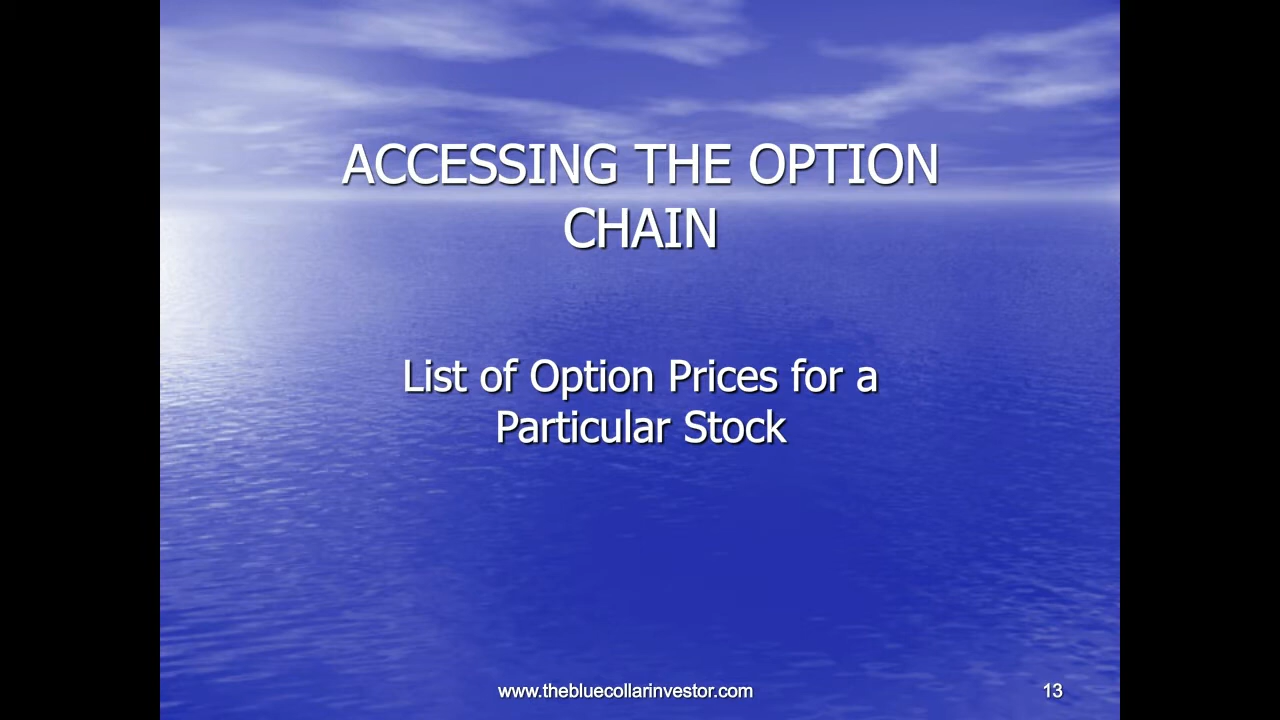 ACCESSING THE OPTION
CHAIN
List of Option Prices for a
Particular Stock
www.thebluecollarinvestor.com
13